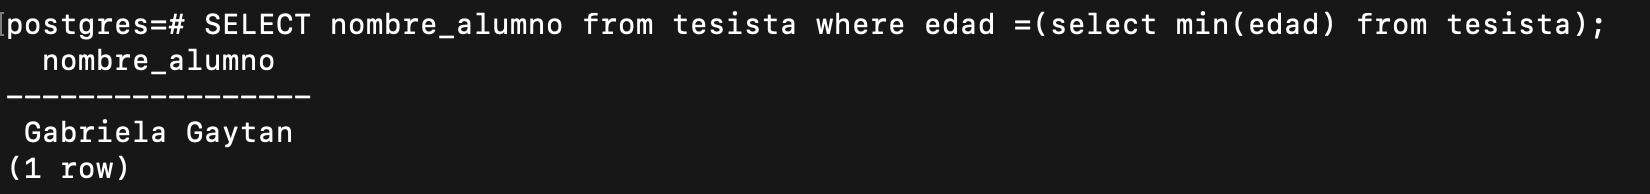 postgres=# SELECT nombre_alumno from tesista where edad =(select min(edad) from tesista);
  nombre_alumno
-----------------
 Gabriela Gaytan
(1 row)